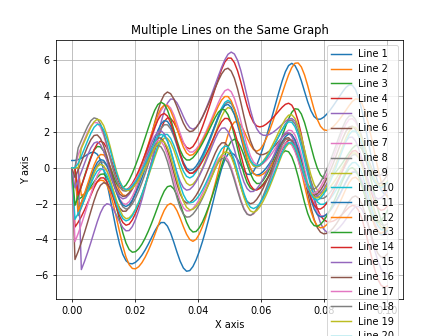 Multiple Lines on the Same Graph
Y axis
6
4
2
0
−2
−4
−6
0.00
0.02
0.04
0.06
X axis
Line 1
Line 2
Line 3
Line 4
Line 5
Line 6
Line 7
Line 8
Line 9
Line 10
Line 11
Line 12
Line 13
Line 14
Line 15
Line 16
Line 17
Line 18
Line 19